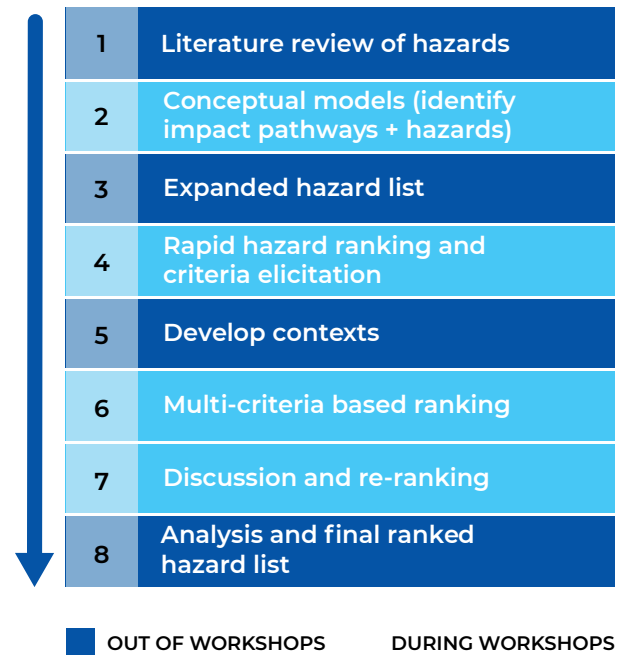 1 Literature review of hazards
2 Conceptual models (identify
impact pathways + hazards)
3 Expanded hazard list
4 Rapid hazard ranking and
criteria elicitation
5 Develop contexts
6 Multi-criteria based ranking
7 Discussion and re-ranking
8 Analysis and final ranked
hazard list
OUT OF WORKSHOPS DURING WORKSHOPS